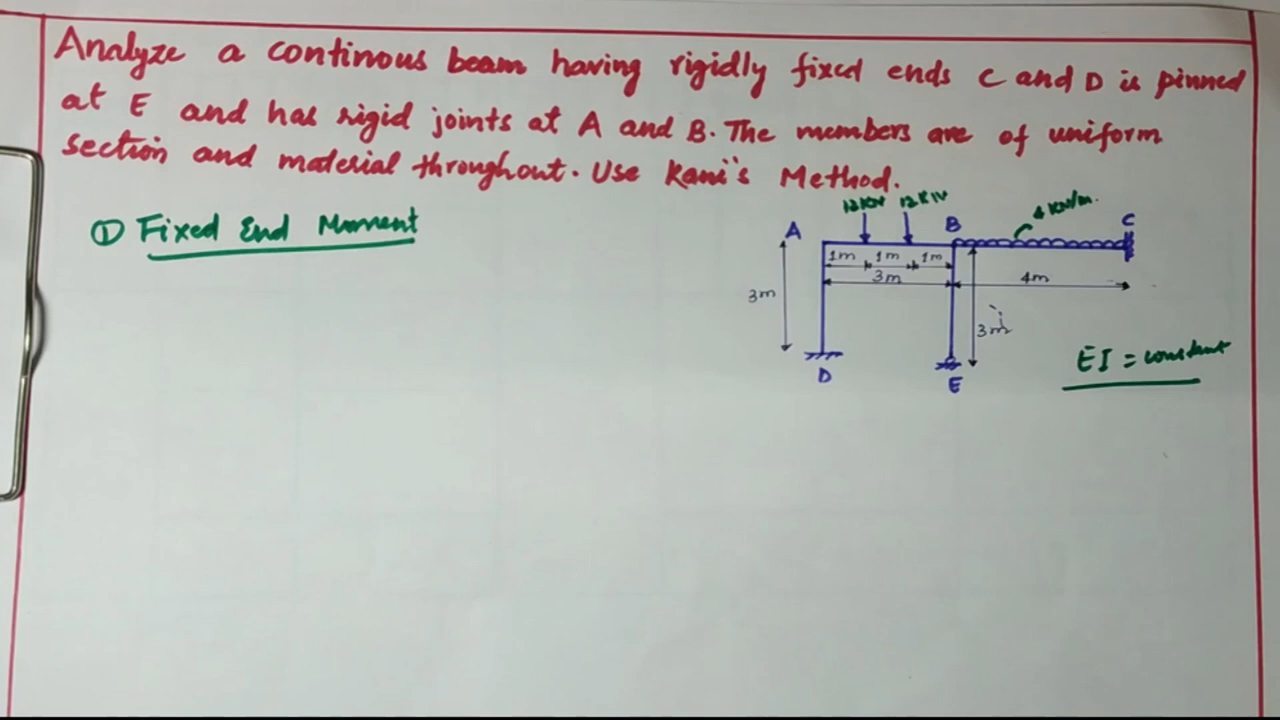 Analyze a continous beam having rigidly fixed ends C and D is pinned
at E and has rigid joints at A and B. The members are of uniform
section and material throughout. Use Kani's Method.
① Fixed End Moment
12KN 12KN
4 KN/m.
A B C
1m 1m 1m
3m 4m
3m
3m
D E
EI = constant